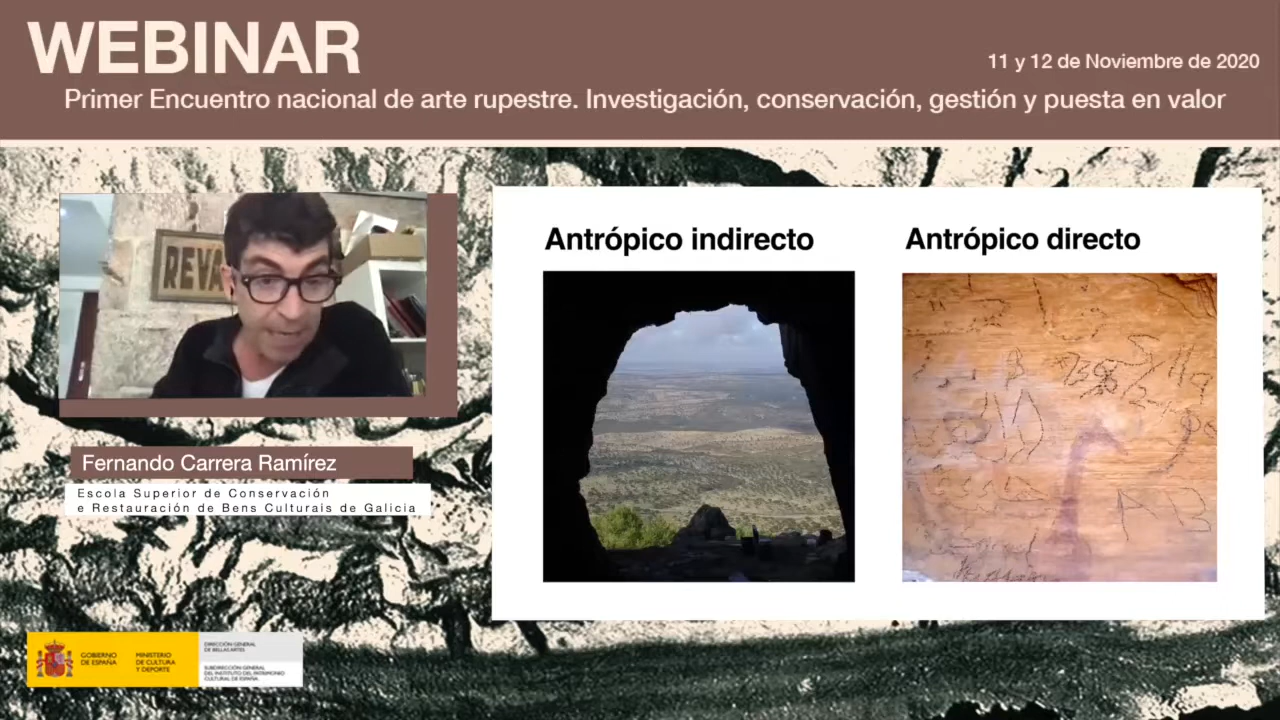 WEBINAR
11 y 12 de Noviembre de 2020
Primer Encuentro nacional de arte rupestre. Investigación, conservación, gestión y puesta en valor
REVA
Antrópico indirecto
Antrópico directo
AB
Fernando Carrera Ramírez
Escola Superior de Conservación
e Restauración de Bens Culturais de Galicia
GOBIERNO
DE ESPAÑA
MINISTERIO
DE CULTURA
Y DEPORTE
DIRECCIÓN GENERAL
DE BELLAS ARTES
SUBDIRECCIÓN GENERAL
DEL INSTITUTO DEL PATRIMONIO
CULTURAL DE ESPAÑA